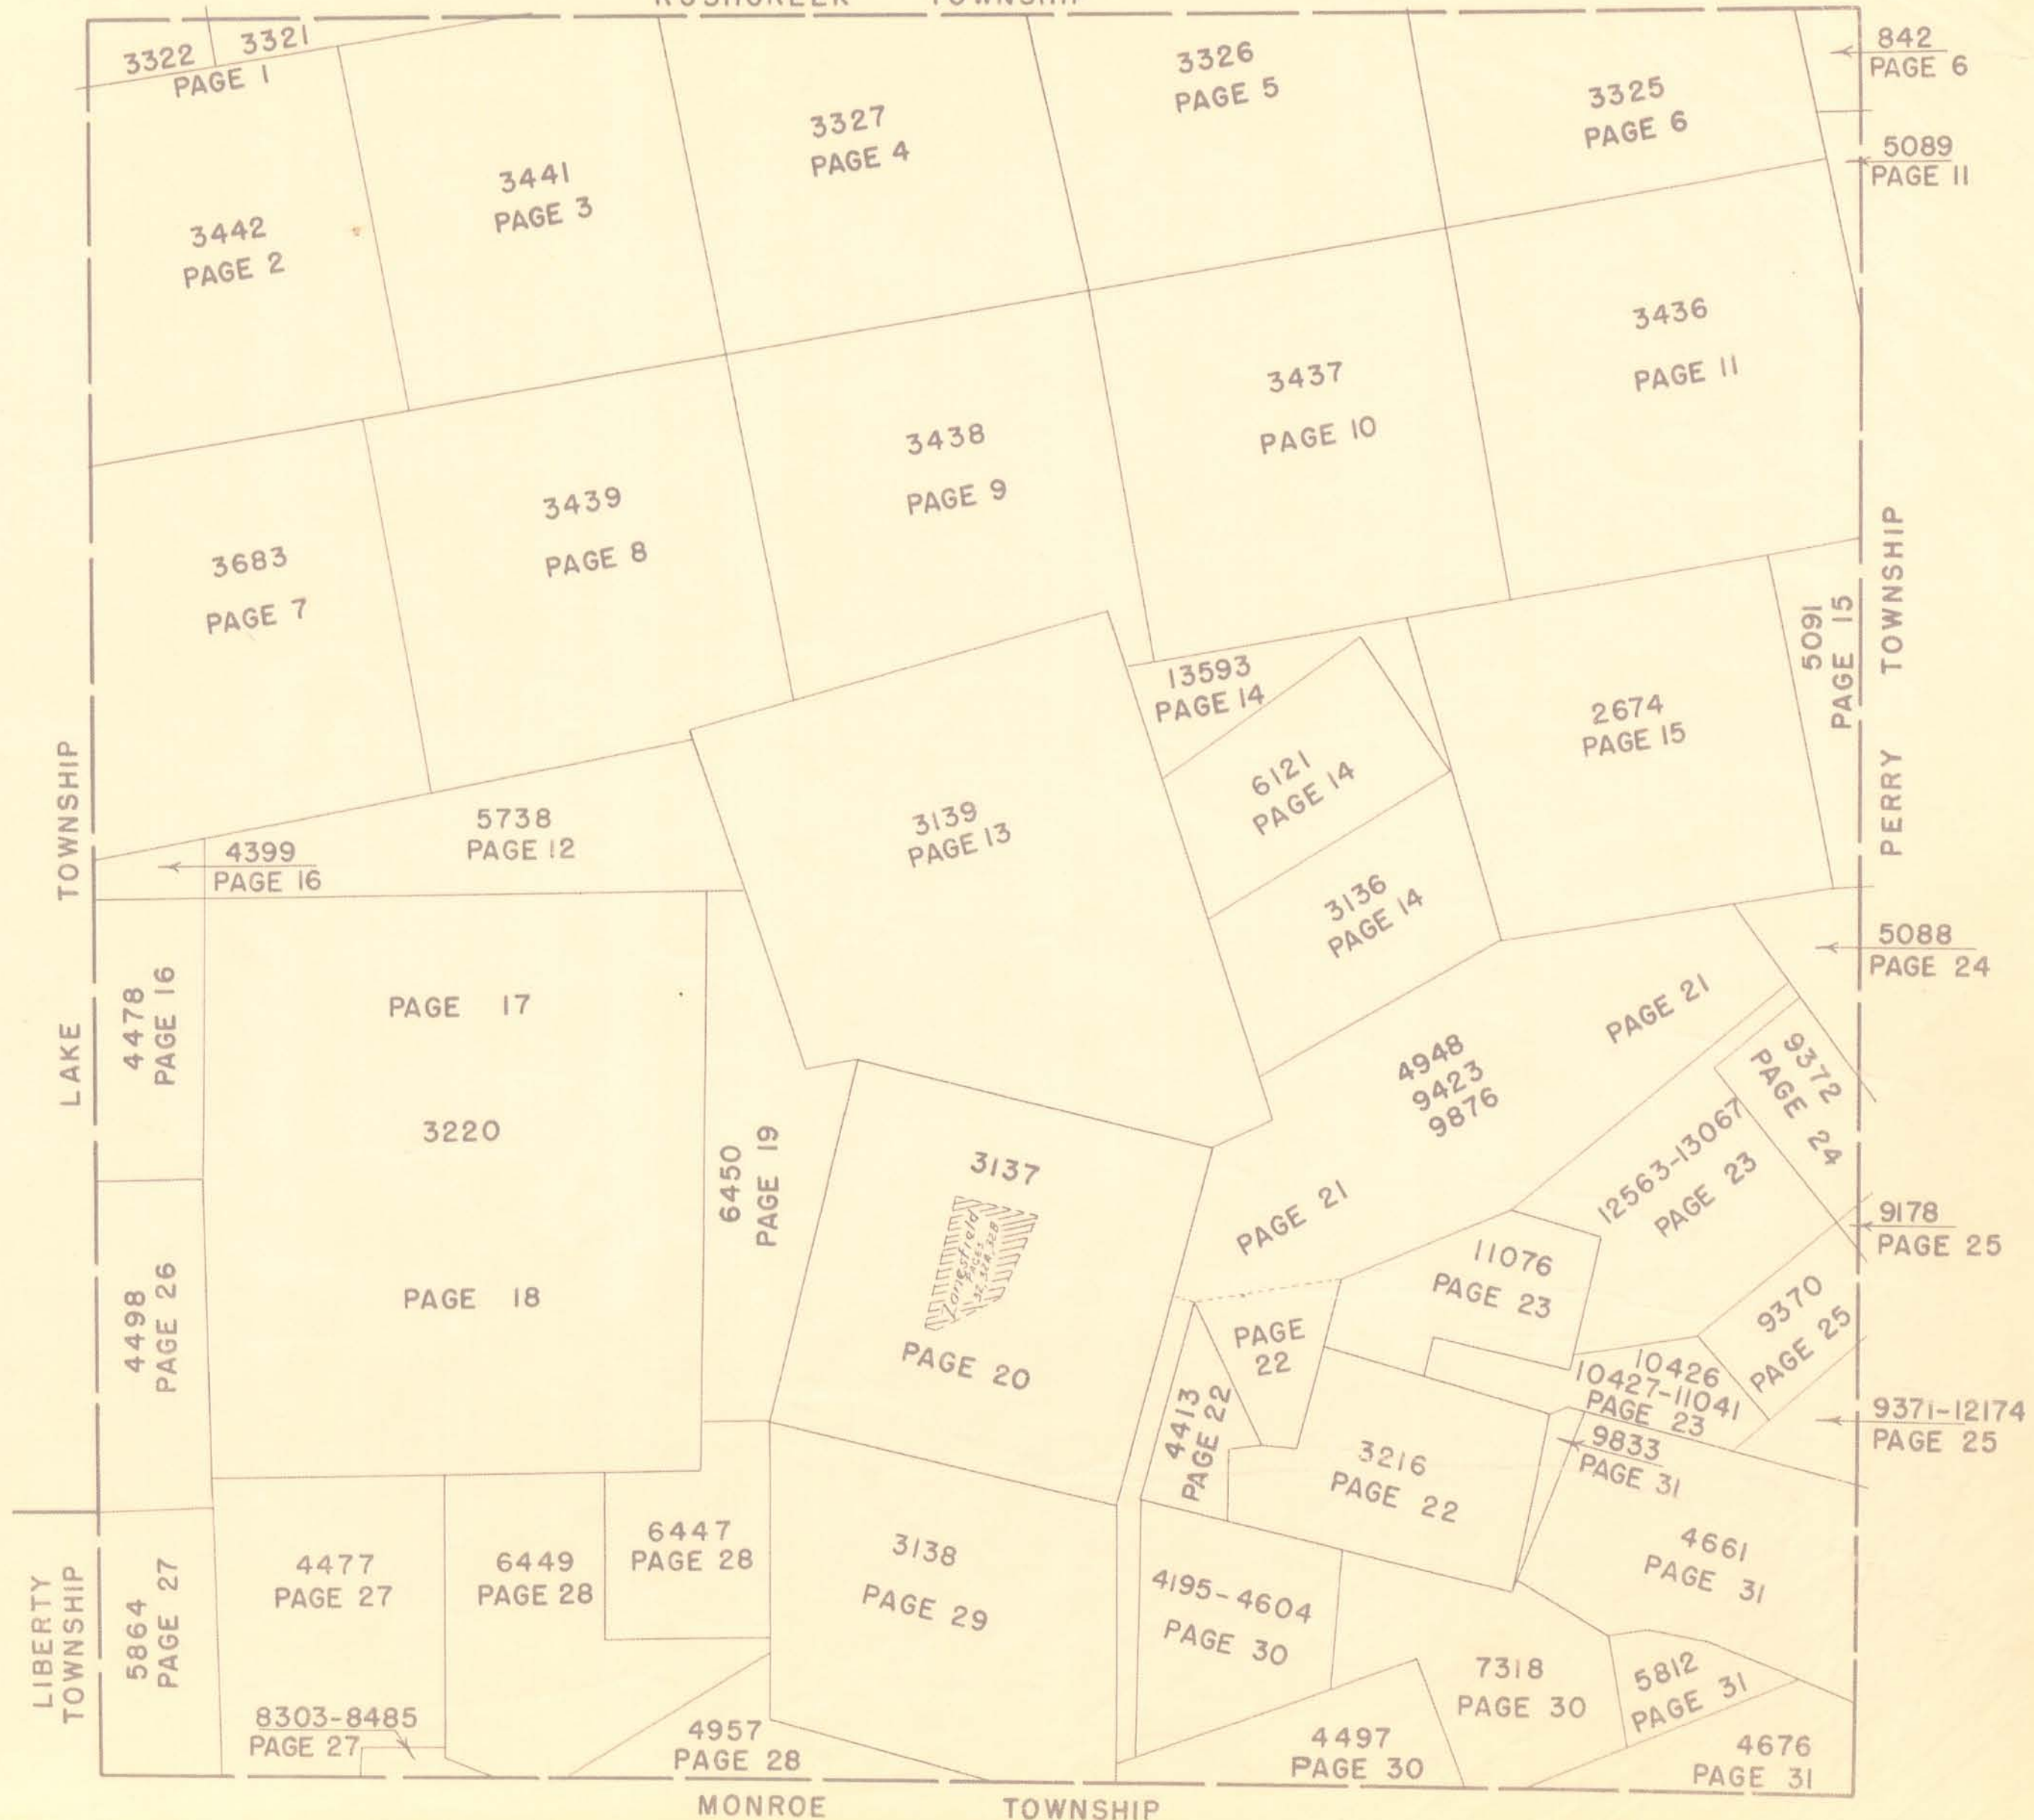 RUSHCREEK TOWNSHIP
3322
3321
PAGE 1
842
PAGE 6
3326
PAGE 5
3325
PAGE 6
3327
PAGE 4
5089
PAGE 11
3441
PAGE 3
3442
PAGE 2
3436
PAGE 11
3437
PAGE 10
3438
PAGE 9
3439
PAGE 8
3683
PAGE 7
PERRY TOWNSHIP
5091
PAGE 15
13593
PAGE 14
2674
PAGE 15
6121
PAGE 14
LAKE TOWNSHIP
5738
PAGE 12
3139
PAGE 13
4399
PAGE 16
3136
PAGE 14
5088
PAGE 24
4478
PAGE 16
PAGE 17
3220
PAGE 18
PAGE 21
4948
9423
9876
PAGE 21
9372
PAGE 24
12563-13067
PAGE 23
6450
PAGE 19
3137
Zanesfield
PAGES
32, 32A, 32B
PAGE 20
9178
PAGE 25
11076
PAGE 23
4498
PAGE 26
PAGE
22
9370
PAGE 25
10426
10427-11041
PAGE 23
9371-12174
PAGE 25
4413
PAGE 22
3216
PAGE 22
9833
PAGE 31
4661
PAGE 31
LIBERTY
TOWNSHIP
5864
PAGE 27
4477
PAGE 27
6449
PAGE 28
6447
PAGE 28
3138
PAGE 29
4195-4604
PAGE 30
7318
PAGE 30
5812
PAGE 31
8303-8485
PAGE 27
4957
PAGE 28
4497
PAGE 30
4676
PAGE 31
MONROE TOWNSHIP